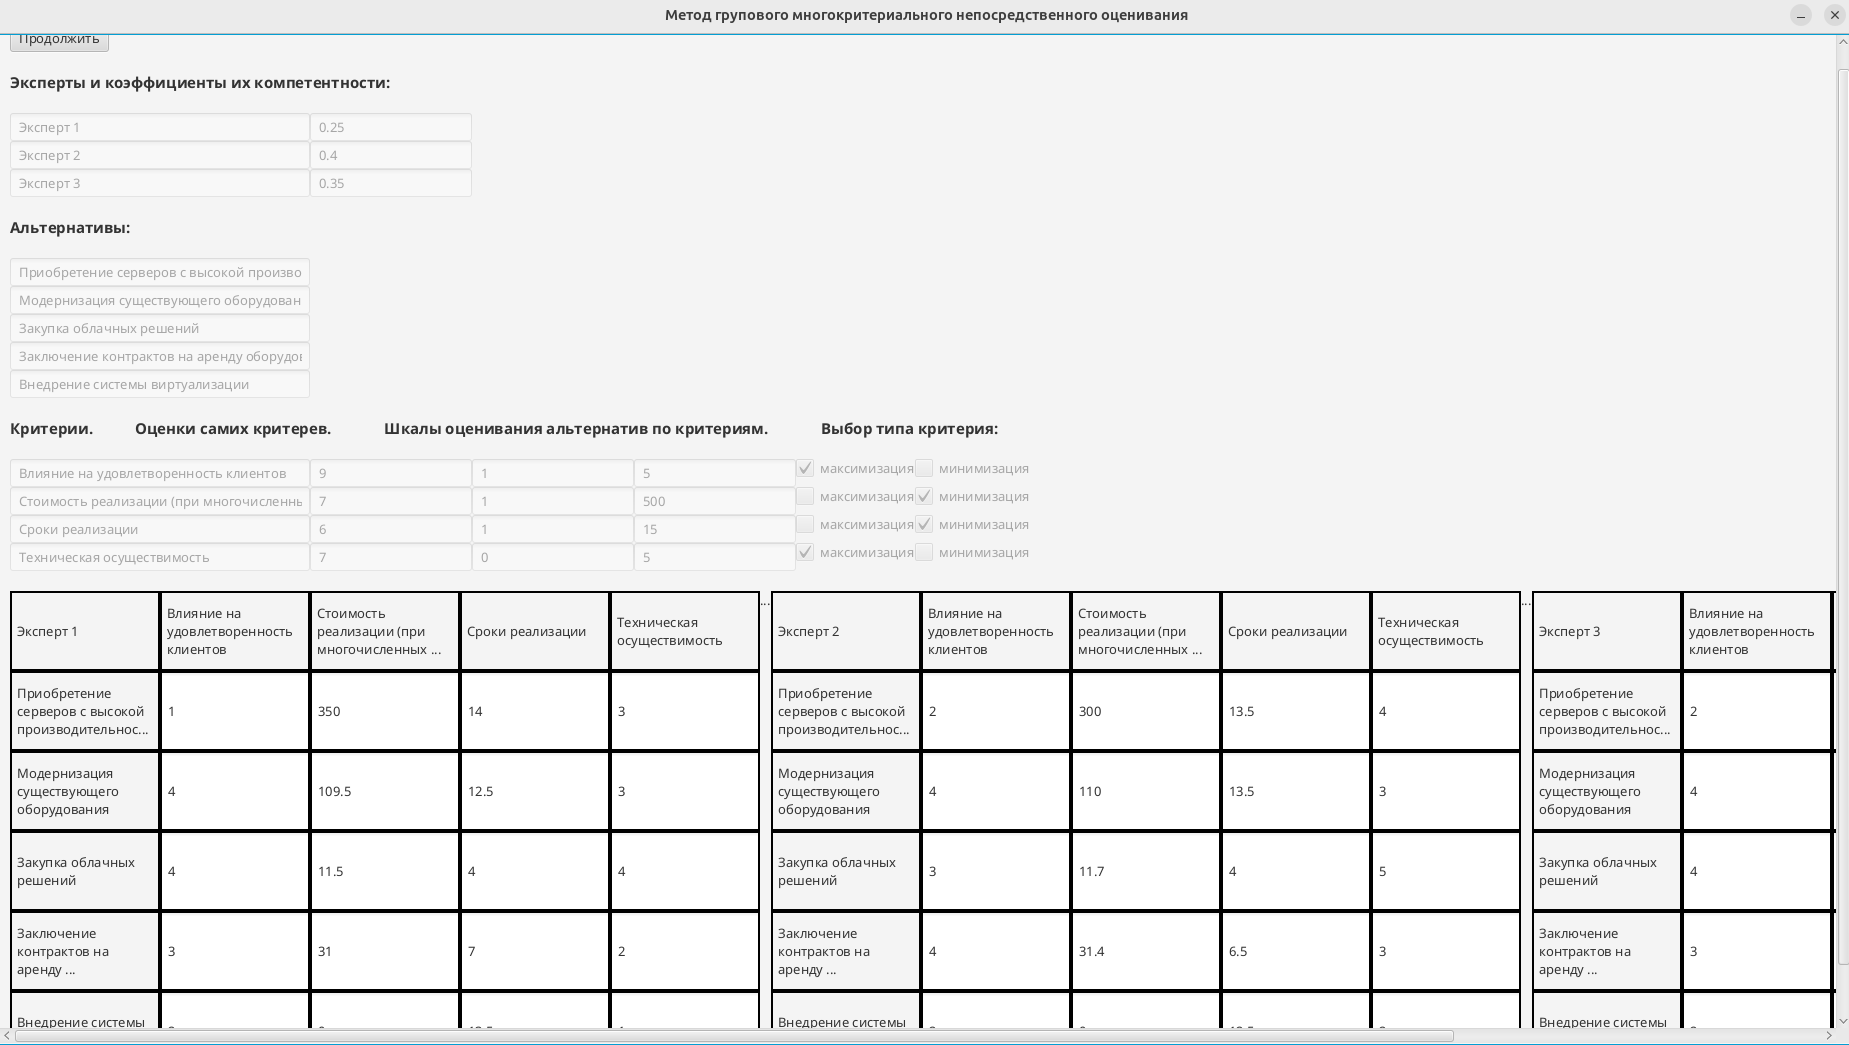 Метод групового многокритериального непосредственного оценивания
Продолжить
Эксперты и коэффициенты их компетентности:
Эксперт 1 0.25
Эксперт 2 0.4
Эксперт 3 0.35
Альтернативы:
Приобретение серверов с высокой произво
Модернизация существующего оборудован
Закупка облачных решений
Заключение контрактов на аренду оборудов
Внедрение системы виртуализации
Критерии. Оценки самих критерев. Шкалы оценивания альтернатив по критериям. Выбор типа критерия:
Влияние на удовлетворенность клиентов 9 1 5 максимизация минимизация
Стоимость реализации (при многочисленны 7 1 500 максимизация минимизация
Сроки реализации 6 1 15 максимизация минимизация
Техническая осуществимость 7 0 5 максимизация минимизация
Эксперт 1
Влияние на
удовлетворенность
клиентов
Стоимость
реализации (при
многочисленных ...
Сроки реализации
Техническая
осуществимость
...
Эксперт 2
Влияние на
удовлетворенность
клиентов
Стоимость
реализации (при
многочисленных ...
Сроки реализации
Техническая
осуществимость
...
Эксперт 3
Влияние на
удовлетворенность
клиентов
Приобретение
серверов с высокой
производительнос...
1 350 14 3
Приобретение
серверов с высокой
производительнос...
2 300 13.5 4
Приобретение
серверов с высокой
производительнос...
2
Модернизация
существующего
оборудования
4 109.5 12.5 3
Модернизация
существующего
оборудования
4 110 13.5 3
Модернизация
существующего
оборудования
4
Закупка облачных
решений
4 11.5 4 4
Закупка облачных
решений
3 11.7 4 5
Закупка облачных
решений
4
Заключение
контрактов на
аренду ...
3 31 7 2
Заключение
контрактов на
аренду ...
4 31.4 6.5 3
Заключение
контрактов на
аренду ...
3
Внедрение системы
Внедрение системы
Внедрение системы